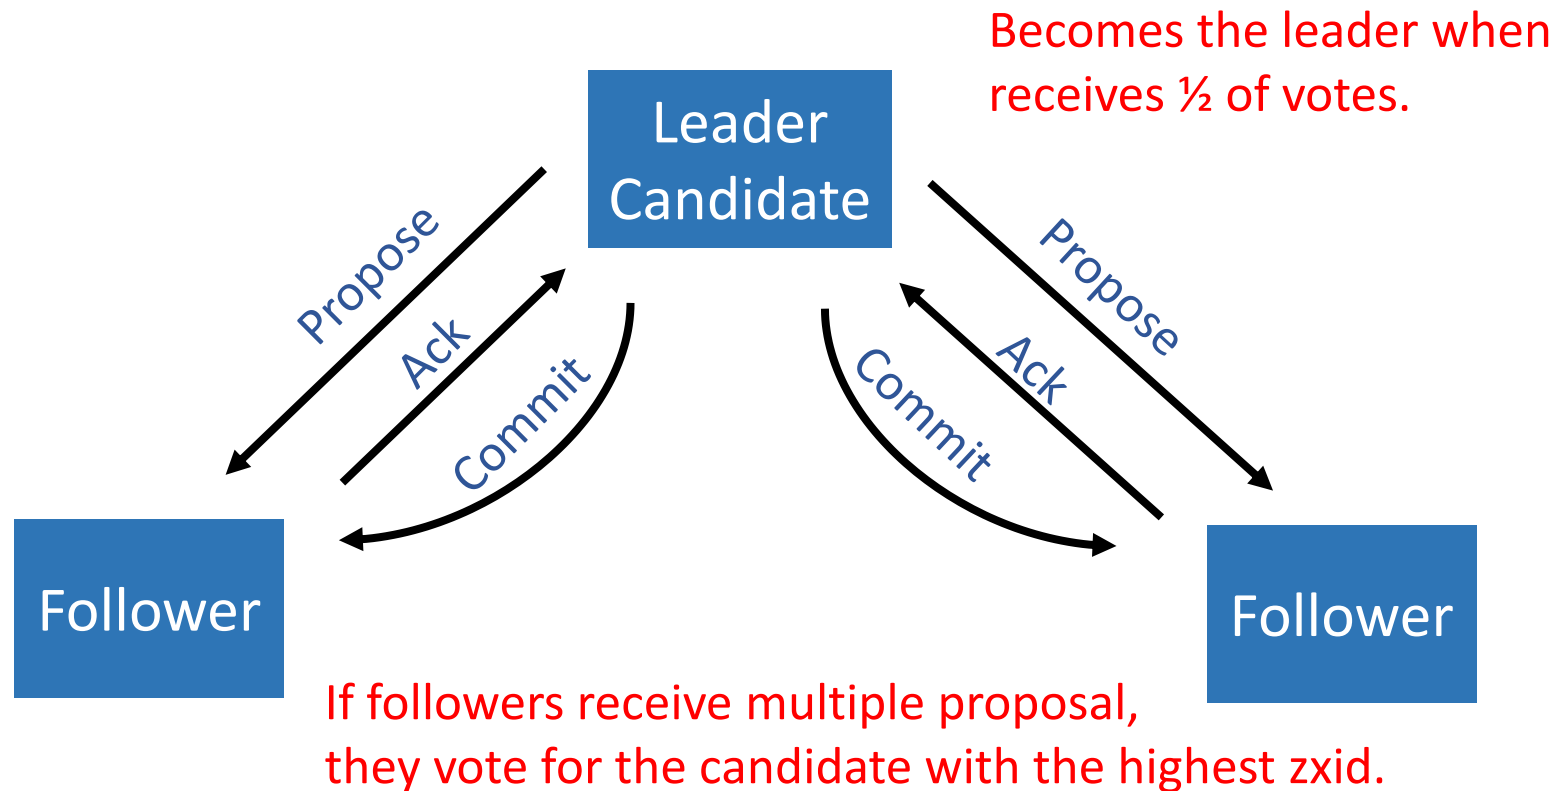 Becomes the leader when
receives ½ of votes.
Leader
Candidate
Propose
Ack
Commit
Propose
Ack
Commit
Follower
Follower
If followers receive multiple proposal,
they vote for the candidate with the highest zxid.